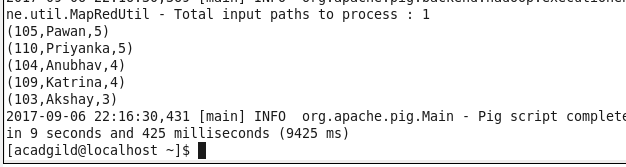 ne.util.MapRedUtil - Total input paths to process : 1
(105,Pawan,5)
(110,Priyanka,5)
(104,Anubhav,4)
(109,Katrina,4)
(103,Akshay,3)
2017-09-06 22:16:30,431 [main] INFO  org.apache.pig.Main - Pig script complete
in 9 seconds and 425 milliseconds (9425 ms)
[acadgild@localhost ~]$